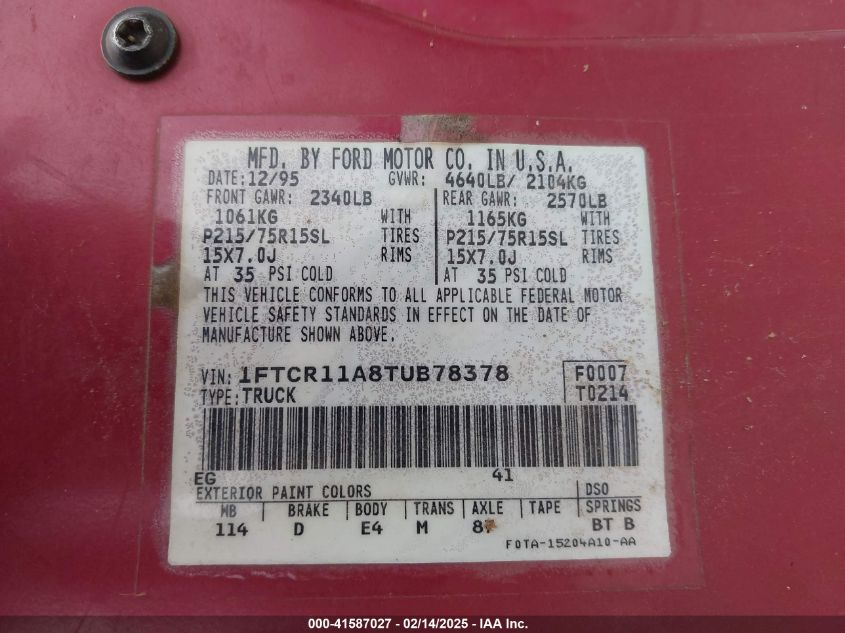 MFD. BY FORD MOTOR CO. IN U.S.A.
DATE: 12/95 GVWR: 4640LB/ 2104KG
FRONT GAWR: 2340LB REAR GAWR: 2570LB
1061KG WITH 1165KG WITH
P215/75R15SL TIRES P215/75R15SL TIRES
15X7.0J RIMS 15X7.0J RIMS
AT 35 PSI COLD AT 35 PSI COLD
THIS VEHICLE CONFORMS TO ALL APPLICABLE FEDERAL MOTOR
VEHICLE SAFETY STANDARDS IN EFFECT ON THE DATE OF
MANUFACTURE SHOWN ABOVE.
VIN: 1FTCR11A8TUB78378 F0007
TYPE: TRUCK T0214
EG 41
EXTERIOR PAINT COLORS DSO
WB BRAKE BODY TRANS AXLE TAPE SPRINGS
114 D E4 M BT B
F0TA-15204A10-AA
000-41587027 - 02/14/2025 - IAA Inc.